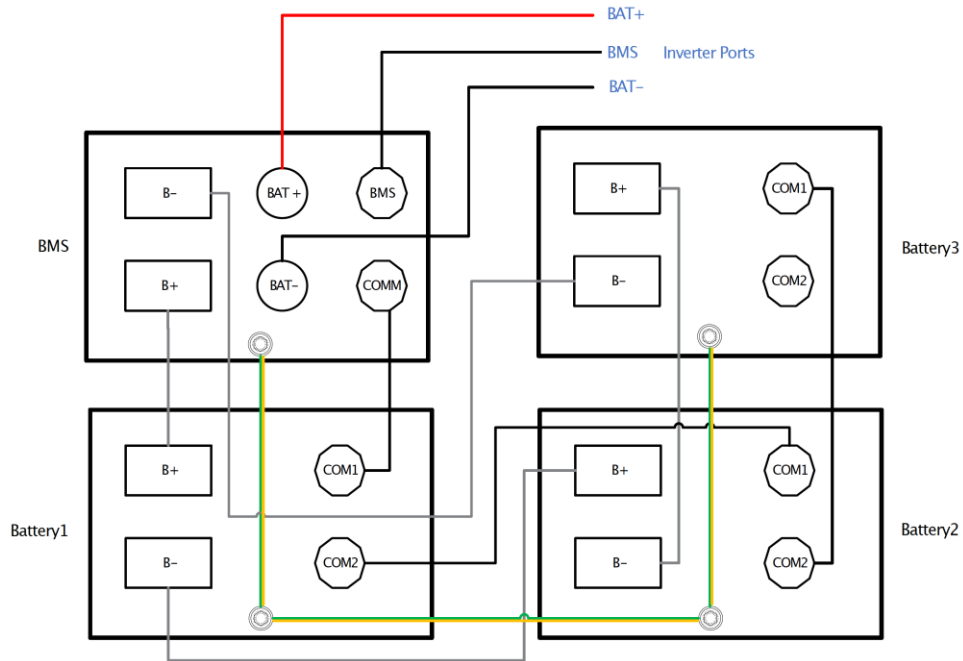 BAT+
BMS Inverter Ports
BAT-
B-
BAT +
BMS
BMS
B+
BAT-
COMM
B+
COM1
Battery3
B-
COM2
B+
COM1
Battery1
B-
COM2
B+
COM1
Battery2
B-
COM2